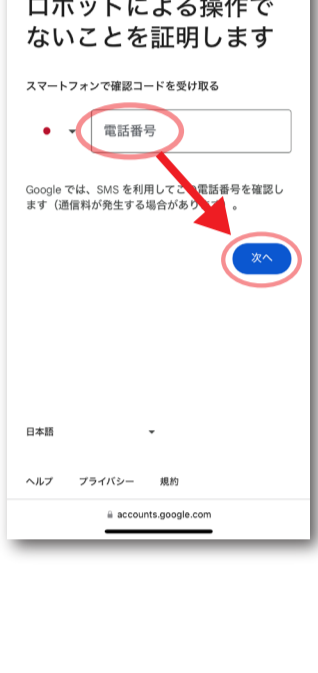 ロボットによる操作で
ないことを証明します
スマートフォンで確認コードを受け取る
電話番号
Google では、SMS を利用してこの電話番号を確認し
ます（通信料が発生する場合があり
。
次へ
日本語
ヘルプ プライバシー 規約
accounts.google.com